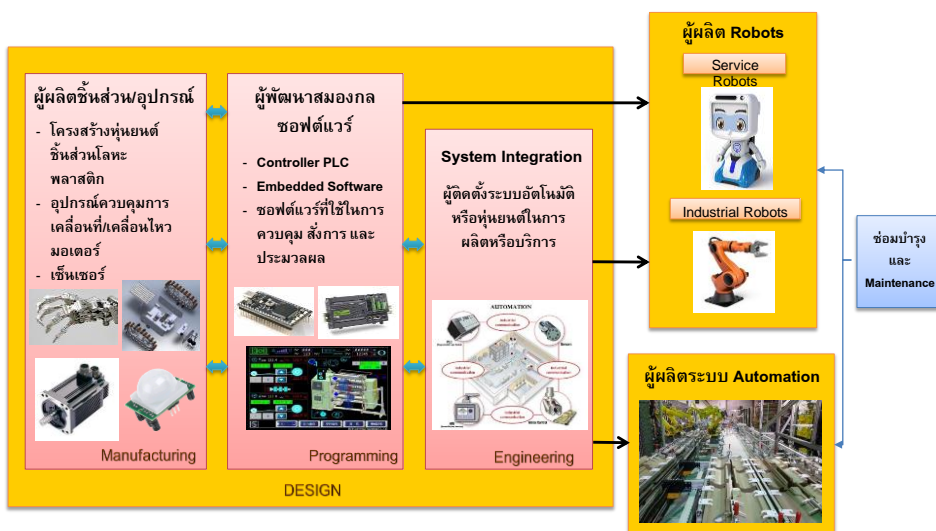 ผู้ผลิตชิ้นส่วน/อุปกรณ์
- โครงสร้างหุ่นยนต์
ชิ้นส่วนโลหะ
พลาสติก
- อุปกรณ์ควบคุมการ
เคลื่อนที่/เคลื่อนไหว
มอเตอร์
- เซ็นเซอร์
Manufacturing
ผู้พัฒนาสมองกล
ซอฟต์แวร์
- Controller PLC
- Embedded Software
- ซอฟต์แวร์ที่ใช้ในการ
ควบคุม สั่งการ และ
ประมวลผล
Programming
System Integration
ผู้ติดตั้งระบบอัตโนมัติ
หรือหุ่นยนต์ในการ
ผลิตหรือบริการ
AUTOMATION
Engineering
DESIGN
ผู้ผลิต Robots
Service
Robots
Industrial Robots
ผู้ผลิตระบบ Automation
ซ่อมบำรุง
และ
Maintenance